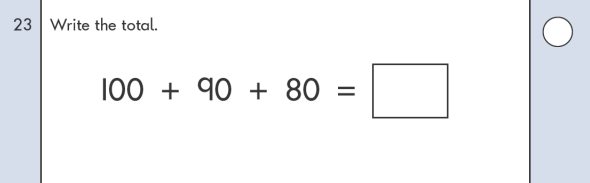 23 Write the total.
100 + 90 + 80 =